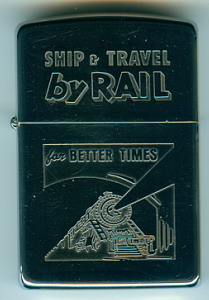 SHIP & TRAVEL
by RAIL
for BETTER TIMES